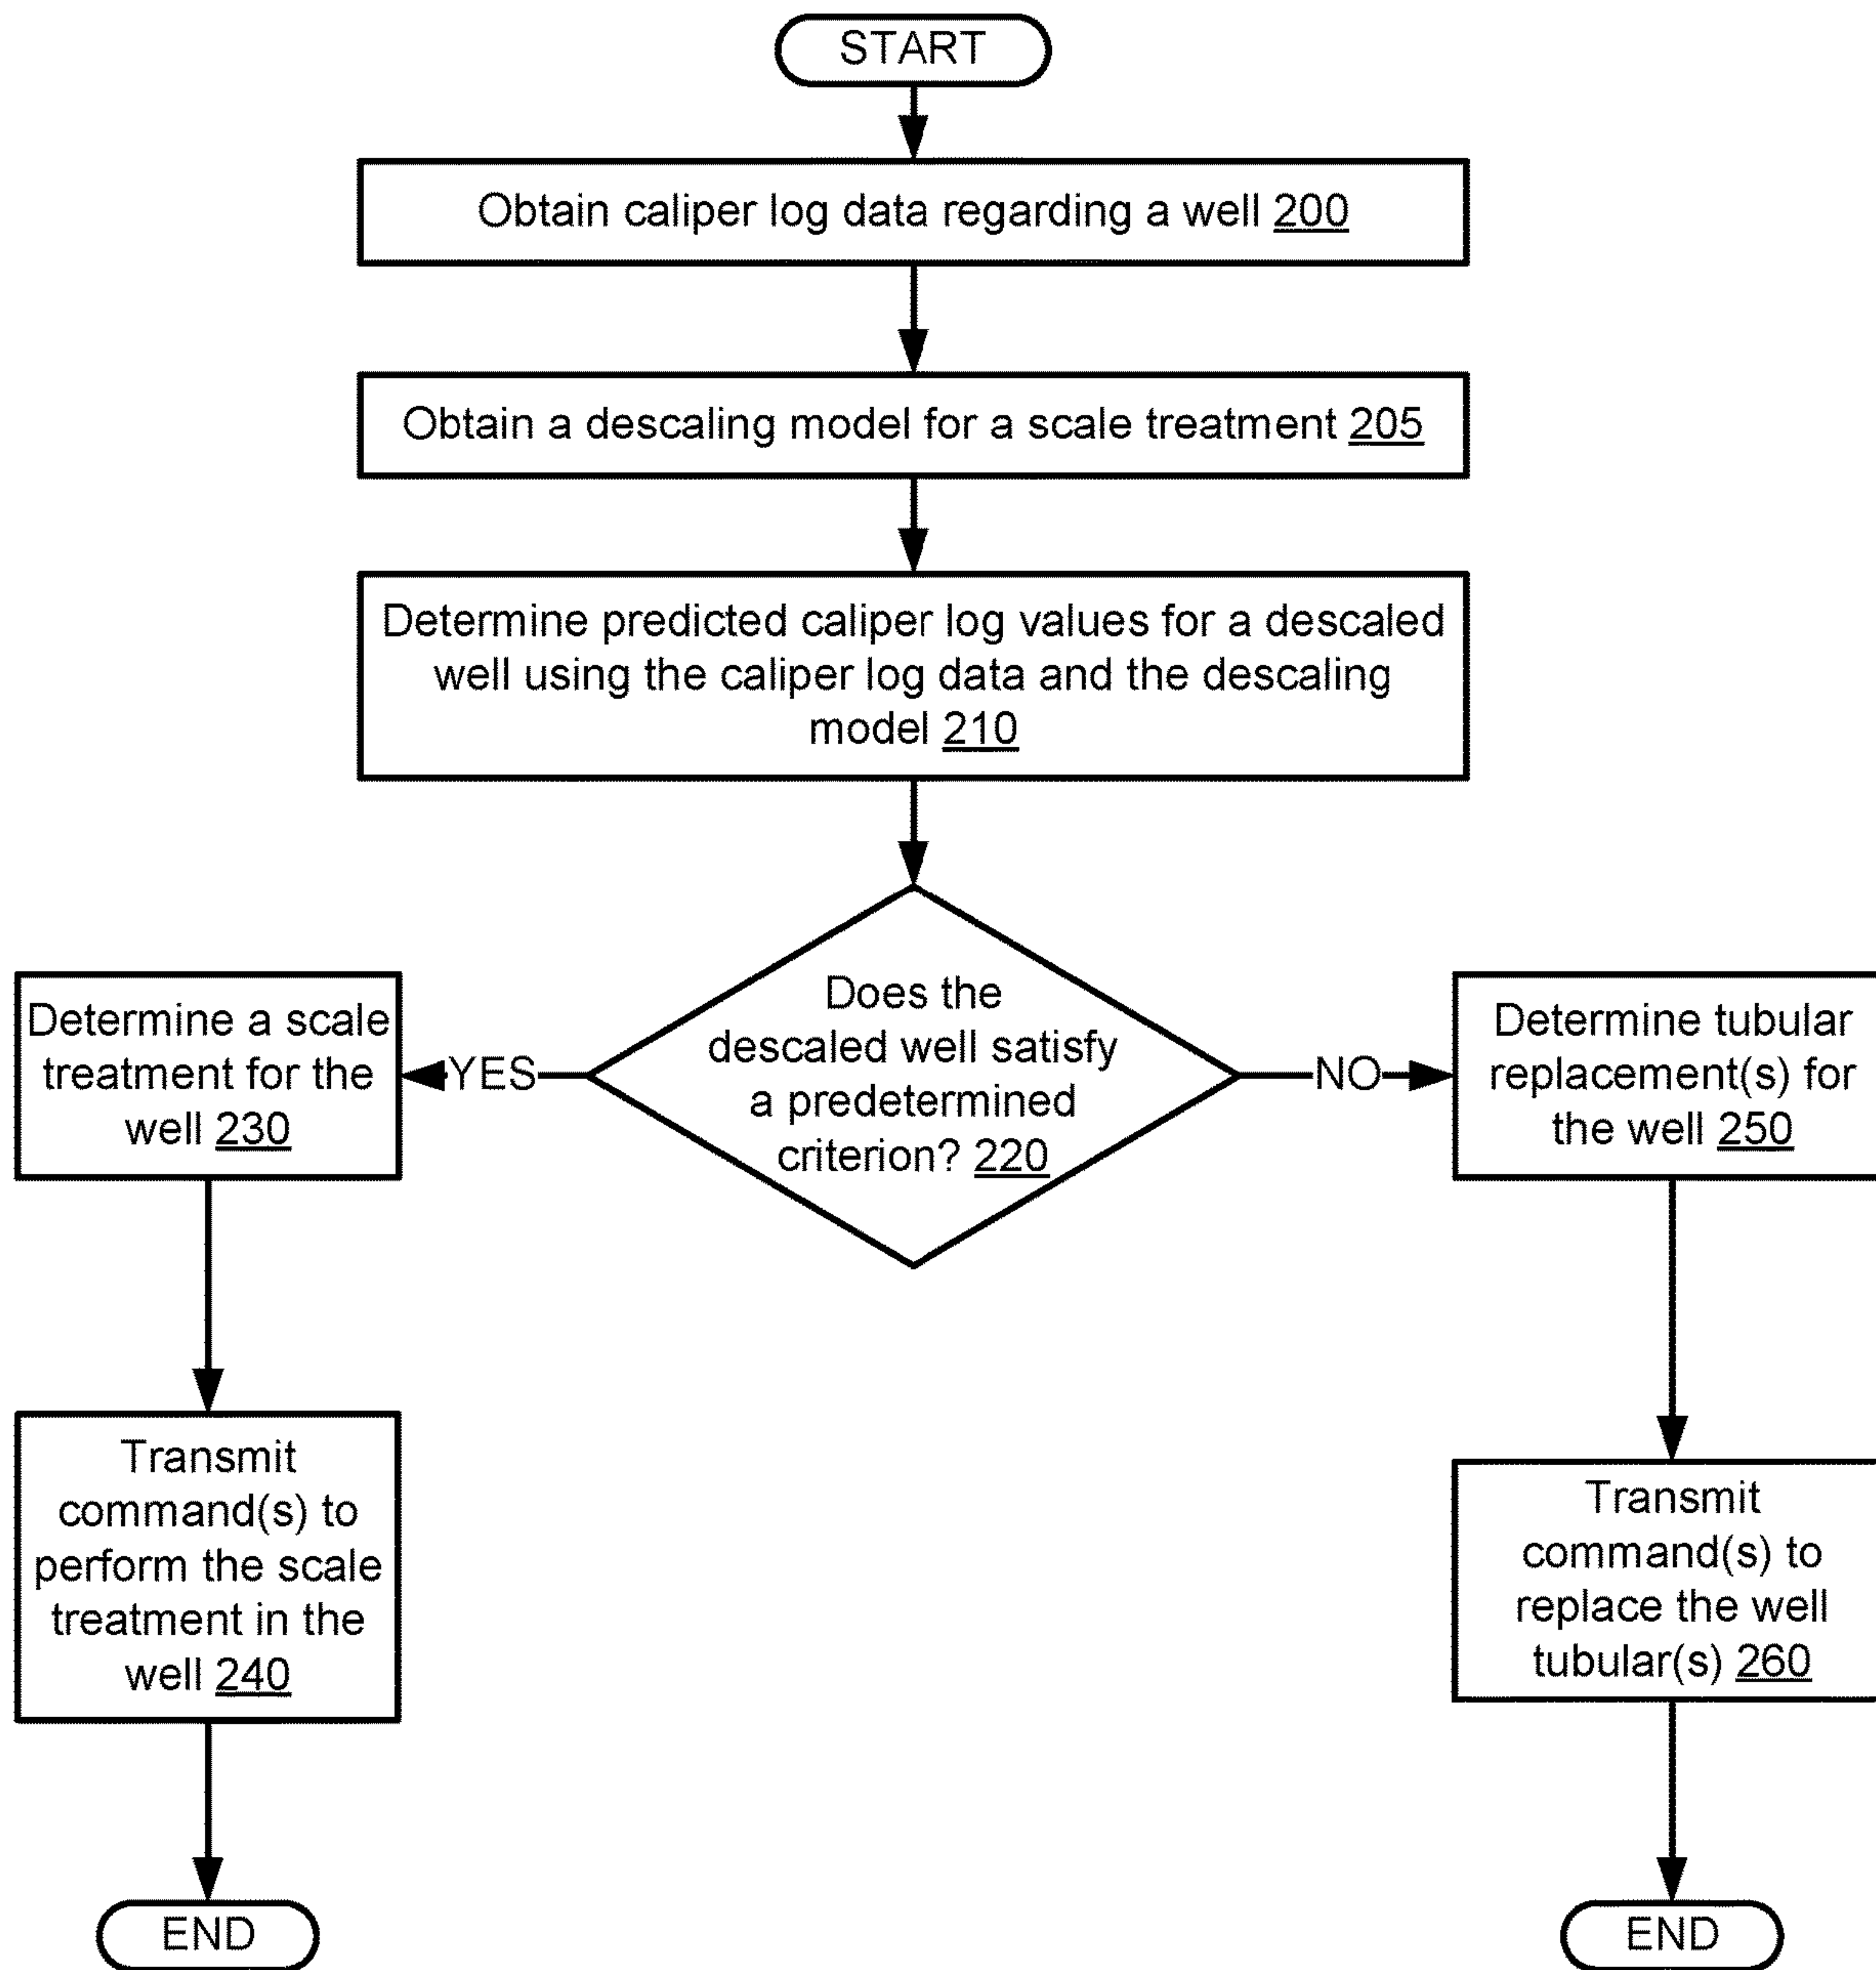 START
Obtain caliper log data regarding a well 200
Obtain a descaling model for a scale treatment 205
Determine predicted caliper log values for a descaled
well using the caliper log data and the descaling
model 210
Does the
descaled well satisfy
a predetermined
criterion? 220
YES
NO
Determine a scale
treatment for the
well 230
Transmit
command(s) to
perform the scale
treatment in the
well 240
END
Determine tubular
replacement(s) for
the well 250
Transmit
command(s) to
replace the well
tubular(s) 260
END